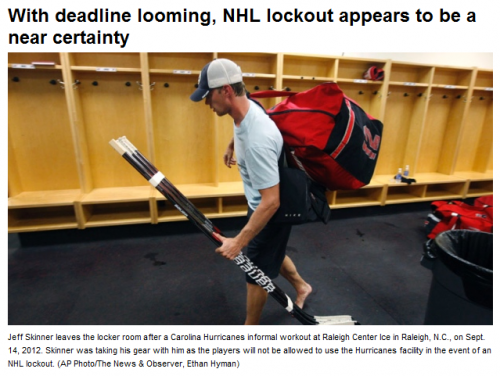 With deadline looming, NHL lockout appears to be a
near certainty
Jeff Skinner leaves the locker room after a Carolina Hurricanes informal workout at Raleigh Center Ice in Raleigh, N.C., on Sept.
14, 2012. Skinner was taking his gear with him as the players will not be allowed to use the Hurricanes facility in the event of an
NHL lockout. (AP Photo/The News & Observer, Ethan Hyman)